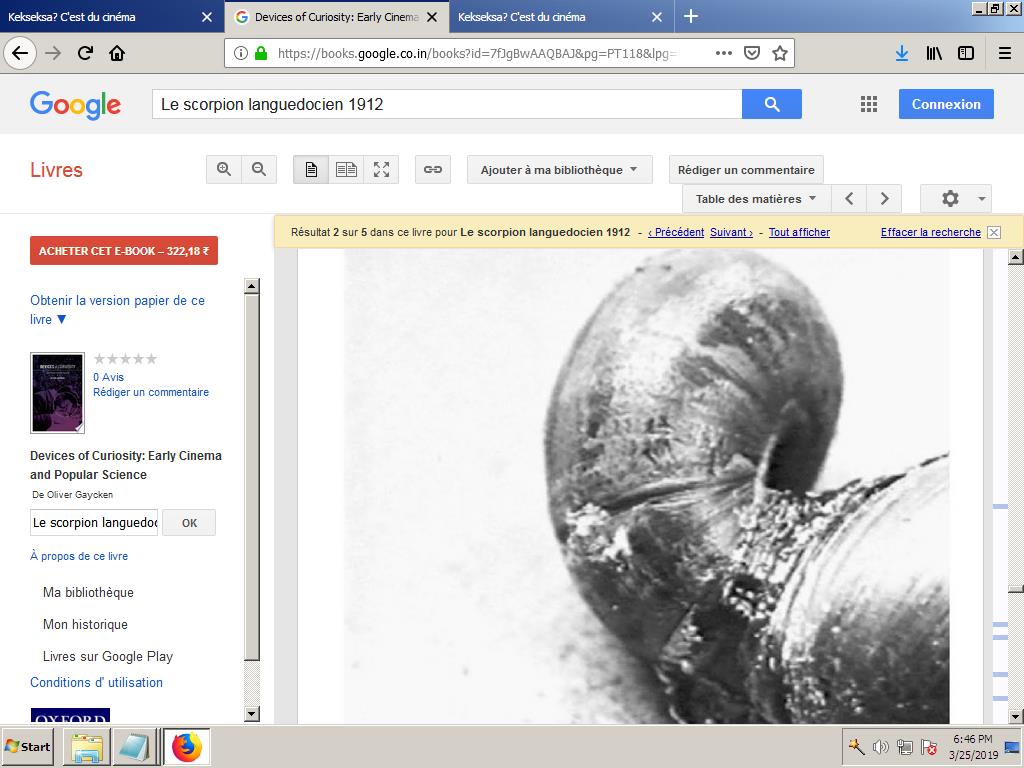 Kekseksa? C'est du cinéma
Devices of Curiosity: Early Cinema
Kekseksa? C'est du cinéma
https://books.google.co.in/books?id=7fJgBwAAQBAJ&pg=PT118&lpg=
Google
Le scorpion languedocien 1912
Connexion
Livres
Ajouter à ma bibliothèque
Rédiger un commentaire
Table des matières
Résultat 2 sur 5 dans ce livre pour Le scorpion languedocien 1912 - ‹ Précédent Suivant › - Tout afficher
Effacer la recherche
ACHETER CET E-BOOK – 322,18 ₹
Obtenir la version papier de ce
livre ▼
0 Avis
Rédiger un commentaire
DEVICES of CURIOSITY
Devices of Curiosity: Early Cinema
and Popular Science
De Oliver Gaycken
Le scorpion languedoc
OK
À propos de ce livre
Ma bibliothèque
Mon historique
Livres sur Google Play
Conditions d' utilisation
OXFORD
Start
6:46 PM
3/25/2019